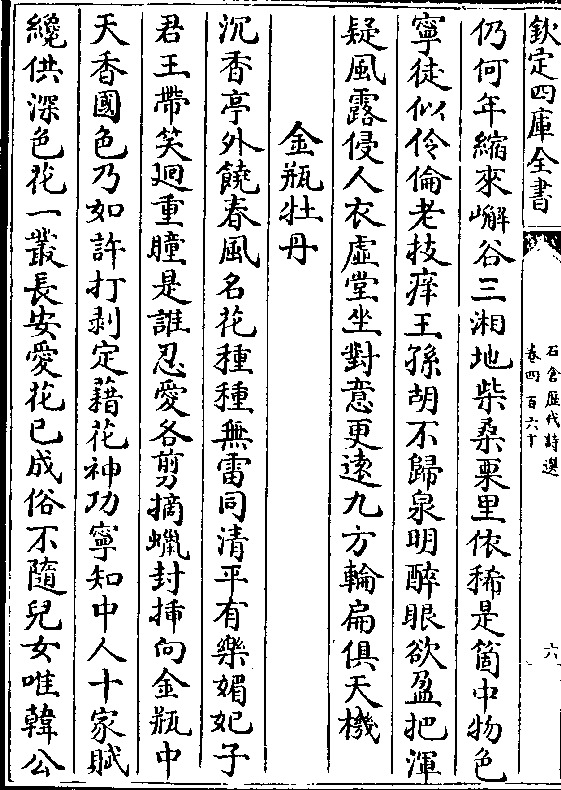 欽定四庫全書
石倉歷代詩選
卷四百六十
六
仍何年縮來嶰谷三湘地柴桑栗里依稀是箇中物色
寧徒似伶倫老技痒王孫胡不歸泉明醉眼欲盈把渾
疑風露侵人衣虛堂坐對意更遠九方輪扁俱天機
金瓶牡丹
沉香亭外饒春風名花種種無雷同清平有樂媚妃子
君王帶笑廻重瞳是誰忍愛各剪摘蠟封揷向金瓶中
天香國色乃如許打剥定藉花神功寧知中人十家賦
纔供深色花一叢長安愛花已成俗不隨兒女唯韓公